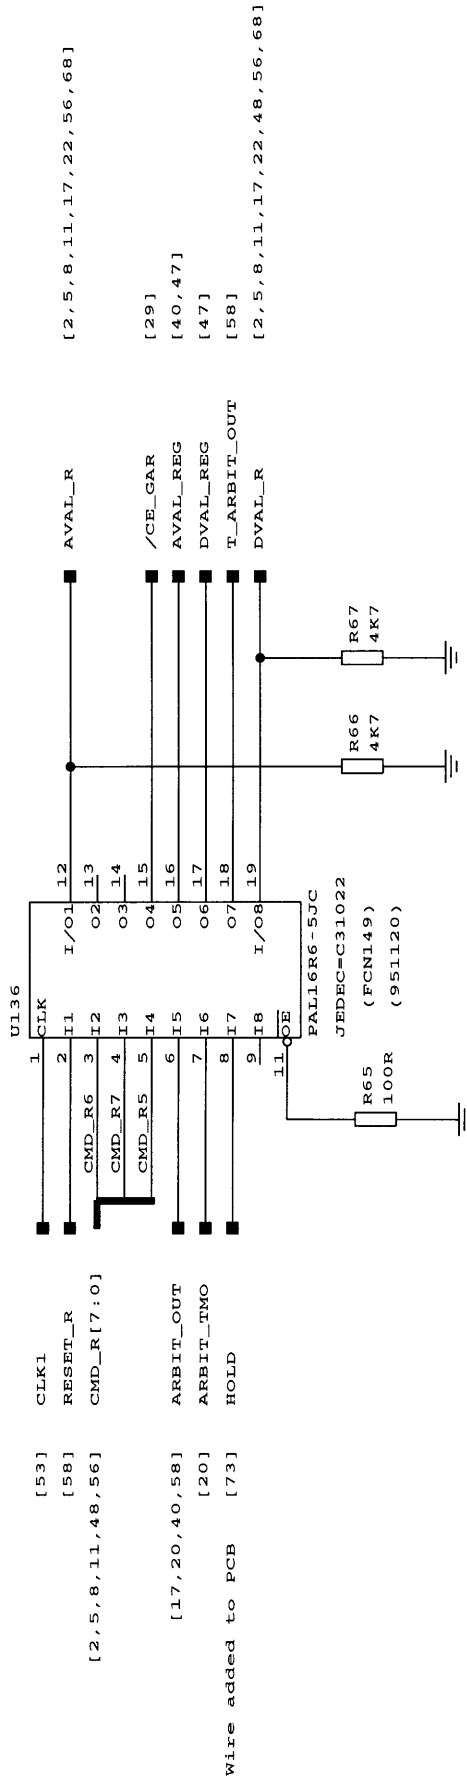 U136
[53] CLK1 1 CLK I/O1 12 AVAL_R [2,5,8,11,17,22,56,68]
[58] RESET_R 2 I1 O2 13
[2,5,8,11,48,56] CMD_R[7:0] CMD_R6 3 I2 O3 14
CMD_R7 4 I3 O4 15 /CE_GAR [29]
CMD_R5 5 I4 O5 16 AVAL_REG [40,47]
[17,20,40,58] ARBIT_OUT 6 I5 O6 17 DVAL_REG [47]
[20] ARBIT_TMO 7 I6 O7 18 T_ARBIT_OUT [58]
Wire added to PCB [73] HOLD 8 I7 I/O8 19 DVAL_R [2,5,8,11,17,22,48,56,68]
9 I8
11 OE
PAL16R6-5JC
JEDEC=C31022
(FCN149)
(951120)
R65
100R
R66
4K7
R67
4K7